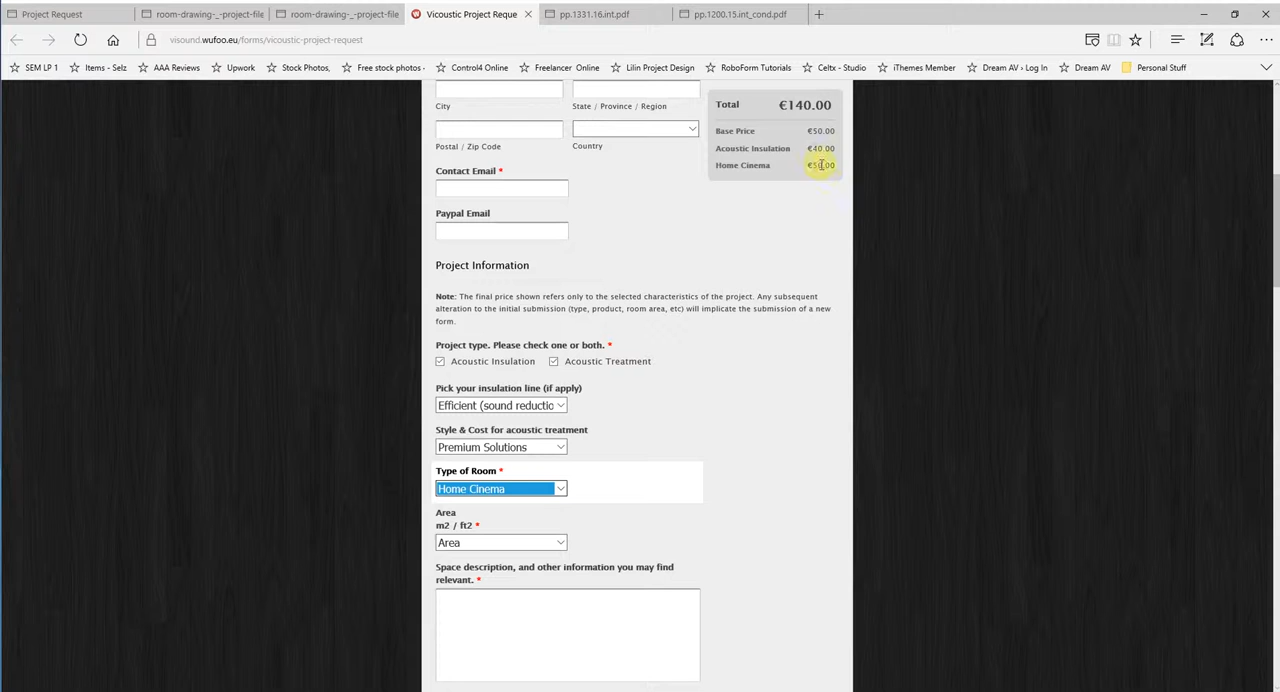 Project Request
room-drawing-_-project-file
room-drawing-_-project-file
Vicoustic Project Reque
pp.1331.16.int.pdf
pp.1200.15.int_cond.pdf
visound.wufoo.eu/forms/vicoustic-project-request
SEM LP 1
Items - Selz
AAA Reviews
Upwork
Stock Photos,
Free stock photos -
Control4 Online
Freelancer Online
Lilin Project Design
RoboForm Tutorials
Celtx - Studio
iThemes Member
Dream AV › Log In
Dream AV
Personal Stuff
City
State / Province / Region
Postal / Zip Code
Country
Total €140.00
Base Price €50.00
Acoustic Insulation €40.00
Home Cinema €50.00
Contact Email *
Paypal Email
Project Information
Note: The final price shown refers only to the selected characteristics of the project. Any subsequent
alteration to the initial submission (type, product, room area, etc) will implicate the submission of a new
form.
Project type. Please check one or both. *
Acoustic Insulation Acoustic Treatment
Pick your insulation line (if apply)
Efficient (sound reductio
Style & Cost for acoustic treatment
Premium Solutions
Type of Room *
Home Cinema
Area
m2 / ft2 *
Area
Space description, and other information you may find
relevant. *